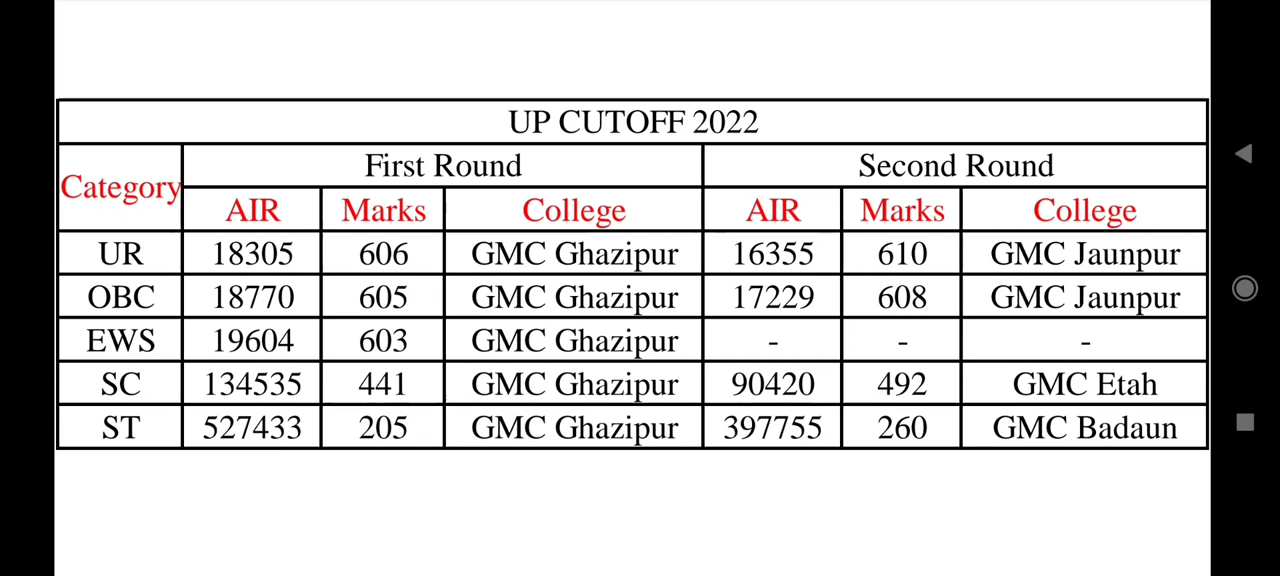 UP CUTOFF 2022
Category First Round Second Round
AIR Marks College AIR Marks College
UR 18305 606 GMC Ghazipur 16355 610 GMC Jaunpur
OBC 18770 605 GMC Ghazipur 17229 608 GMC Jaunpur
EWS 19604 603 GMC Ghazipur - - -
SC 134535 441 GMC Ghazipur 90420 492 GMC Etah
ST 527433 205 GMC Ghazipur 397755 260 GMC Badaun